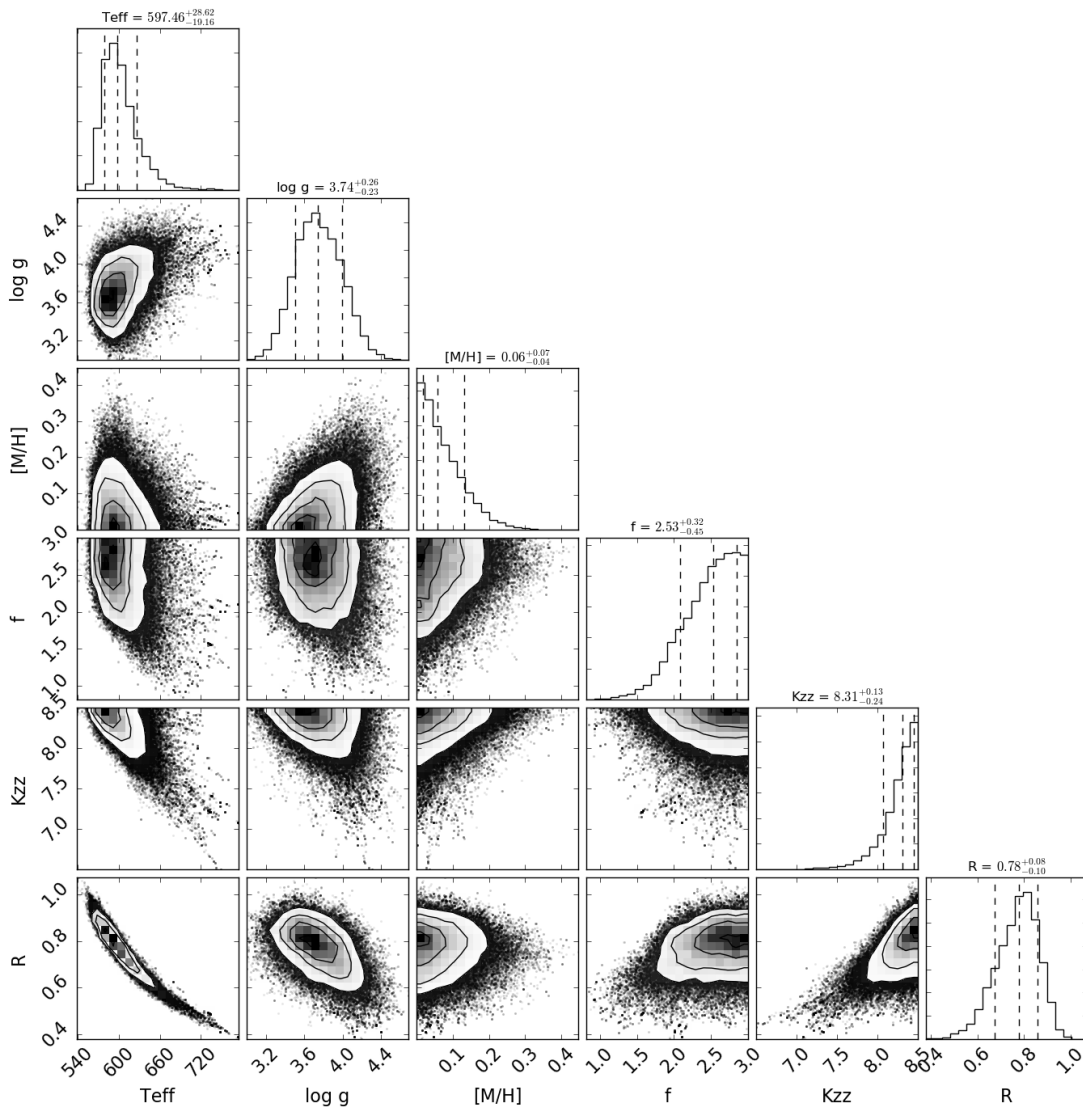 Teff = 597.46 +28.62 −19.16
log g = 3.74 +0.26 −0.23
log g
4.4
4.0
3.6
3.2
[M/H] = 0.06 +0.07 −0.04
[M/H]
0.4
0.3
0.2
0.1
f = 2.53 +0.32 −0.45
f
3.0
2.5
2.0
1.5
1.0
Kzz = 8.31 +0.13 −0.24
Kzz
8.5
8.0
7.5
7.0
R = 0.78 +0.08 −0.10
R
1.0
0.8
0.6
0.4
540 600 660 720
3.2 3.6 4.0 4.4
0.1 0.2 0.3 0.4
1.0 1.5 2.0 2.5 3.0
7.0 7.5 8.0 8.5
0.4 0.6 0.8 1.0
Teff log g [M/H] f Kzz R